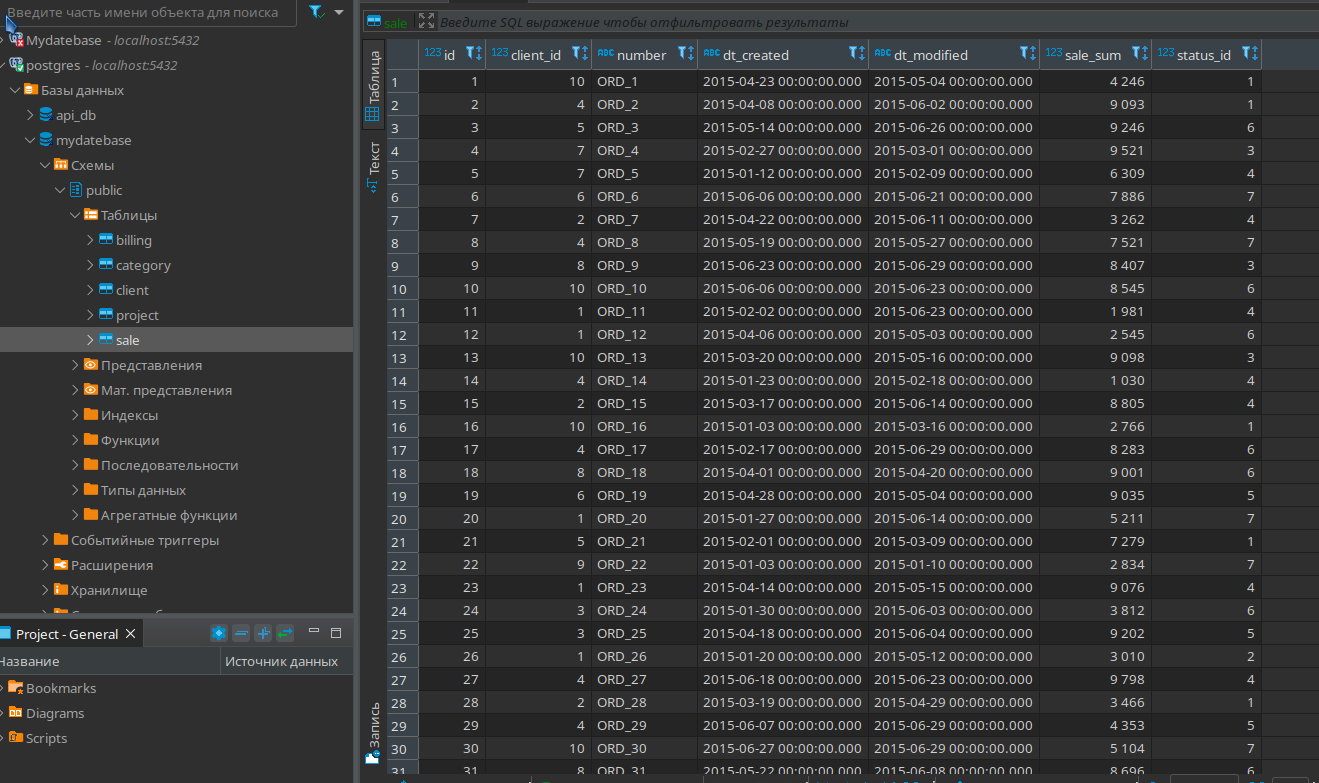 Введите часть имени объекта для поиска
Mydatebase - localhost:5432
postgres - localhost:5432
Базы данных
api_db
mydatebase
Схемы
public
Таблицы
billing
category
client
project
sale
Представления
Мат. представления
Индексы
Функции
Последовательности
Типы данных
Агрегатные функции
Событийные триггеры
Расширения
Хранилище
Project - General
Название Источник данных
Bookmarks
Diagrams
Scripts
sale Введите SQL выражение чтобы отфильтровать результаты
Таблица
Текст
Запись
123 id 123 client_id ABC number ABC dt_created ABC dt_modified 123 sale_sum 123 status_id
1 1 10 ORD_1 2015-04-23 00:00:00.000 2015-05-04 00:00:00.000 4 246 1
2 2 4 ORD_2 2015-04-08 00:00:00.000 2015-06-02 00:00:00.000 9 093 1
3 3 5 ORD_3 2015-05-14 00:00:00.000 2015-06-26 00:00:00.000 9 246 6
4 4 7 ORD_4 2015-02-27 00:00:00.000 2015-03-01 00:00:00.000 9 521 3
5 5 7 ORD_5 2015-01-12 00:00:00.000 2015-02-09 00:00:00.000 6 309 4
6 6 6 ORD_6 2015-06-06 00:00:00.000 2015-06-21 00:00:00.000 7 886 7
7 7 2 ORD_7 2015-04-22 00:00:00.000 2015-06-11 00:00:00.000 3 262 4
8 8 4 ORD_8 2015-05-19 00:00:00.000 2015-05-27 00:00:00.000 7 521 7
9 9 8 ORD_9 2015-06-23 00:00:00.000 2015-06-29 00:00:00.000 8 407 3
10 10 10 ORD_10 2015-06-06 00:00:00.000 2015-06-23 00:00:00.000 8 545 6
11 11 1 ORD_11 2015-02-02 00:00:00.000 2015-06-23 00:00:00.000 1 981 4
12 12 1 ORD_12 2015-04-06 00:00:00.000 2015-05-03 00:00:00.000 2 545 6
13 13 10 ORD_13 2015-03-20 00:00:00.000 2015-05-16 00:00:00.000 9 098 3
14 14 4 ORD_14 2015-01-23 00:00:00.000 2015-02-18 00:00:00.000 1 030 4
15 15 2 ORD_15 2015-03-17 00:00:00.000 2015-06-14 00:00:00.000 8 805 4
16 16 10 ORD_16 2015-01-03 00:00:00.000 2015-03-16 00:00:00.000 2 766 1
17 17 4 ORD_17 2015-02-17 00:00:00.000 2015-06-29 00:00:00.000 8 283 6
18 18 8 ORD_18 2015-04-01 00:00:00.000 2015-04-20 00:00:00.000 9 001 6
19 19 6 ORD_19 2015-04-28 00:00:00.000 2015-05-04 00:00:00.000 9 035 5
20 20 1 ORD_20 2015-01-27 00:00:00.000 2015-06-14 00:00:00.000 5 211 7
21 21 5 ORD_21 2015-02-01 00:00:00.000 2015-03-09 00:00:00.000 7 279 1
22 22 9 ORD_22 2015-01-03 00:00:00.000 2015-01-10 00:00:00.000 2 834 7
23 23 1 ORD_23 2015-04-14 00:00:00.000 2015-05-15 00:00:00.000 9 076 4
24 24 3 ORD_24 2015-01-30 00:00:00.000 2015-06-03 00:00:00.000 3 812 6
25 25 3 ORD_25 2015-04-18 00:00:00.000 2015-06-04 00:00:00.000 9 202 5
26 26 1 ORD_26 2015-01-20 00:00:00.000 2015-05-12 00:00:00.000 3 010 2
27 27 4 ORD_27 2015-06-18 00:00:00.000 2015-06-23 00:00:00.000 9 798 4
28 28 2 ORD_28 2015-03-19 00:00:00.000 2015-04-29 00:00:00.000 3 466 1
29 29 4 ORD_29 2015-06-07 00:00:00.000 2015-06-29 00:00:00.000 4 353 5
30 30 10 ORD_30 2015-06-27 00:00:00.000 2015-06-29 00:00:00.000 5 104 7
31 31 8 ORD_31 2015-05-22 00:00:00.000 2015-06-08 00:00:00.000 8 696 6